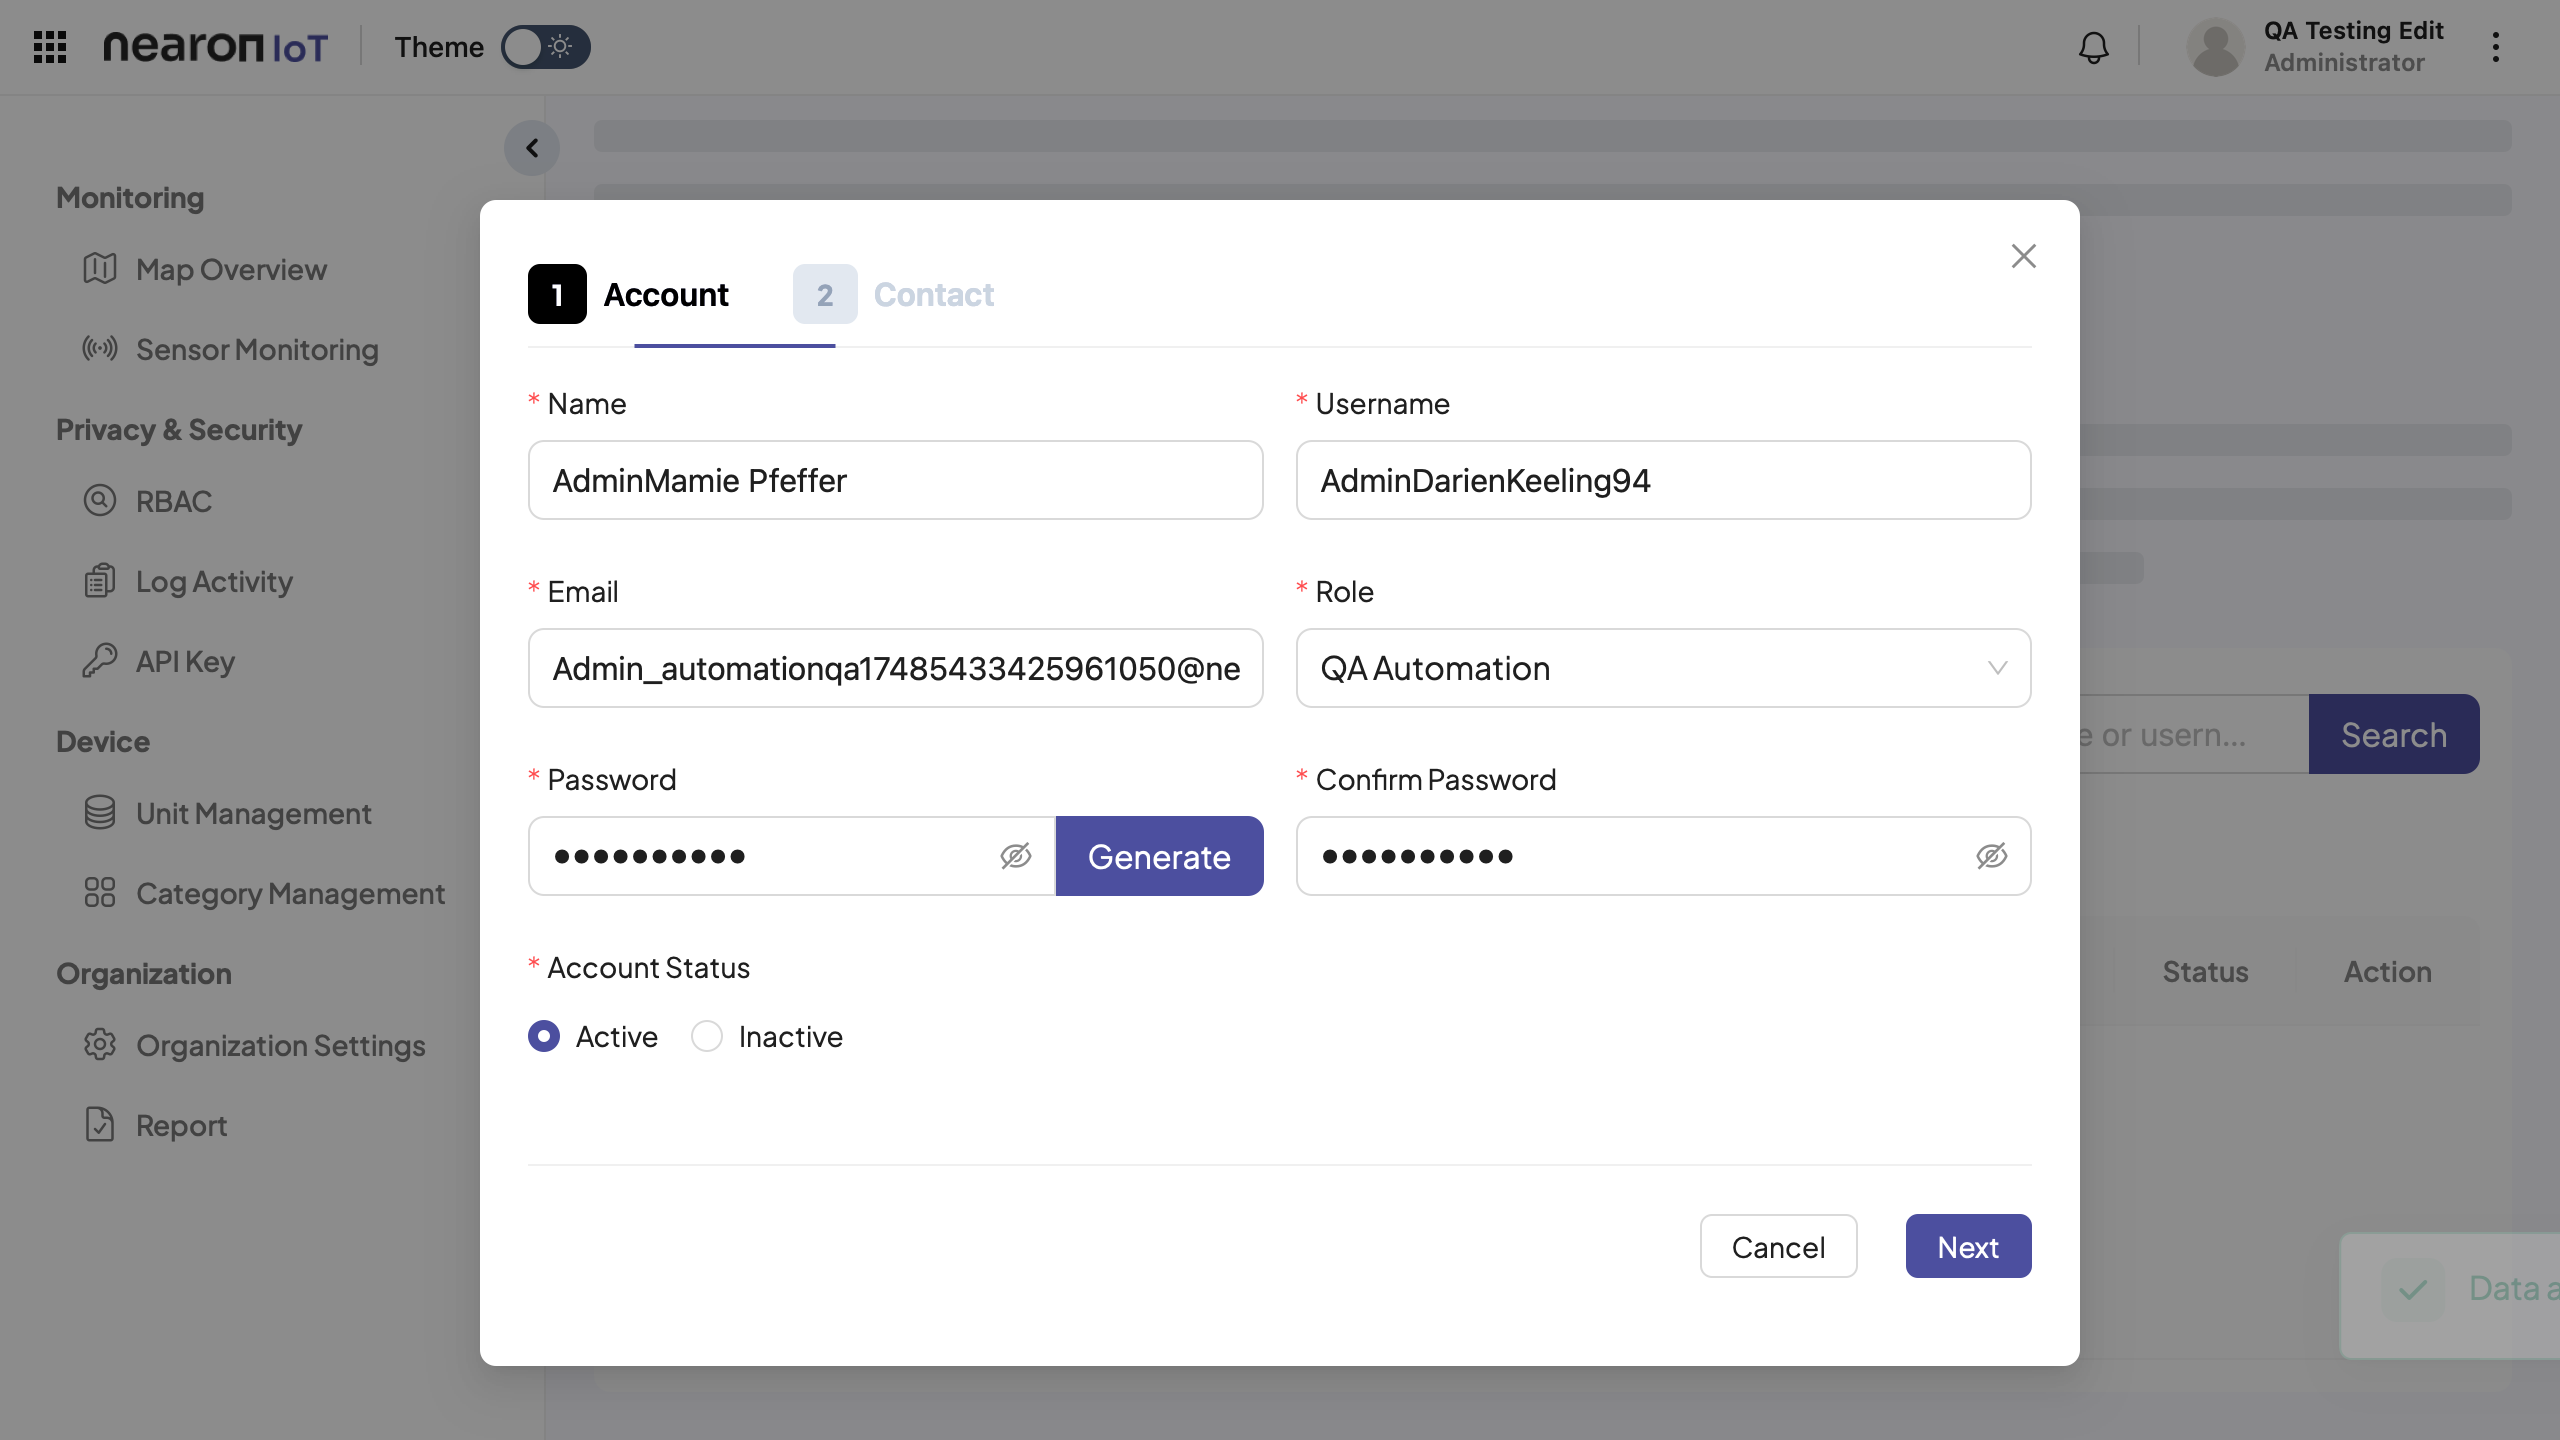 nearon IoT
Theme
QA Testing Edit
Administrator
Monitoring
Map Overview
Sensor Monitoring
Privacy & Security
RBAC
Log Activity
API Key
Device
Unit Management
Category Management
Organization
Organization Settings
Report
1 Account
2 Contact
* Name
* Username
AdminMamie Pfeffer
AdminDarienKeeling94
* Email
* Role
Admin_automationqa17485433425961050@ne
QA Automation
* Password
* Confirm Password
••••••••••
Generate
••••••••••
* Account Status
Active
Inactive
Cancel
Next
e or usern...
Search
Status
Action
Data a